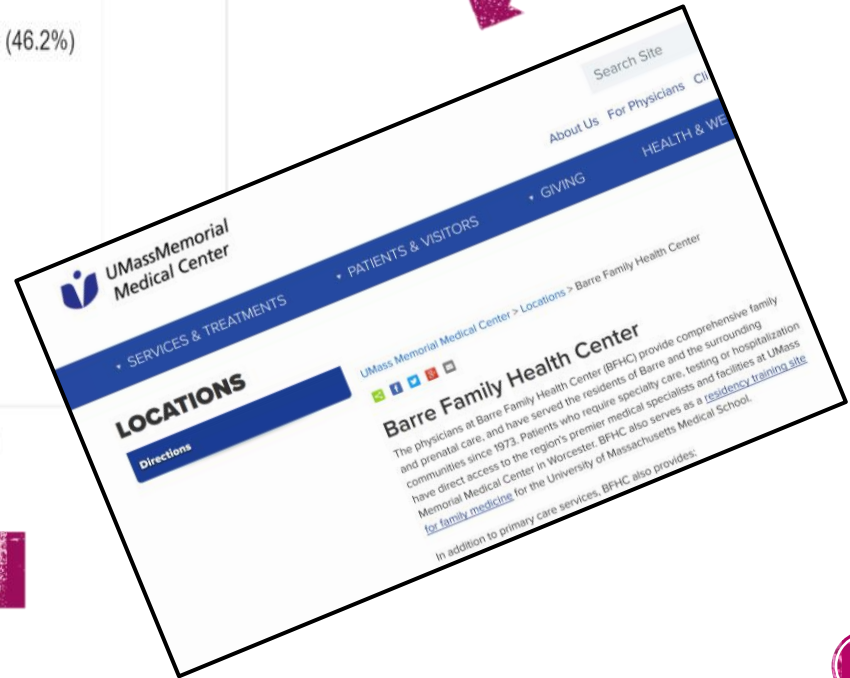 (46.2%)
Search Site
About Us For Physicians
UMassMemorial
Medical Center
SERVICES & TREATMENTS
PATIENTS & VISITORS
GIVING
HEALTH & WE
LOCATIONS
Directions
UMass Memorial Medical Center > Locations > Barre Family Health Center
Barre Family Health Center
The physicians at Barre Family Health Center (BFHC) provide comprehensive family
and prenatal care, and have served the residents of Barre and the surrounding
communities since 1973. Patients who require specialty care, testing or hospitalization
have direct access to the region's premier medical specialists and facilities at UMass
Memorial Medical Center in Worcester. BFHC also serves as a residency training site
for family medicine for the University of Massachusetts Medical School.
In addition to primary care services, BFHC also provides: